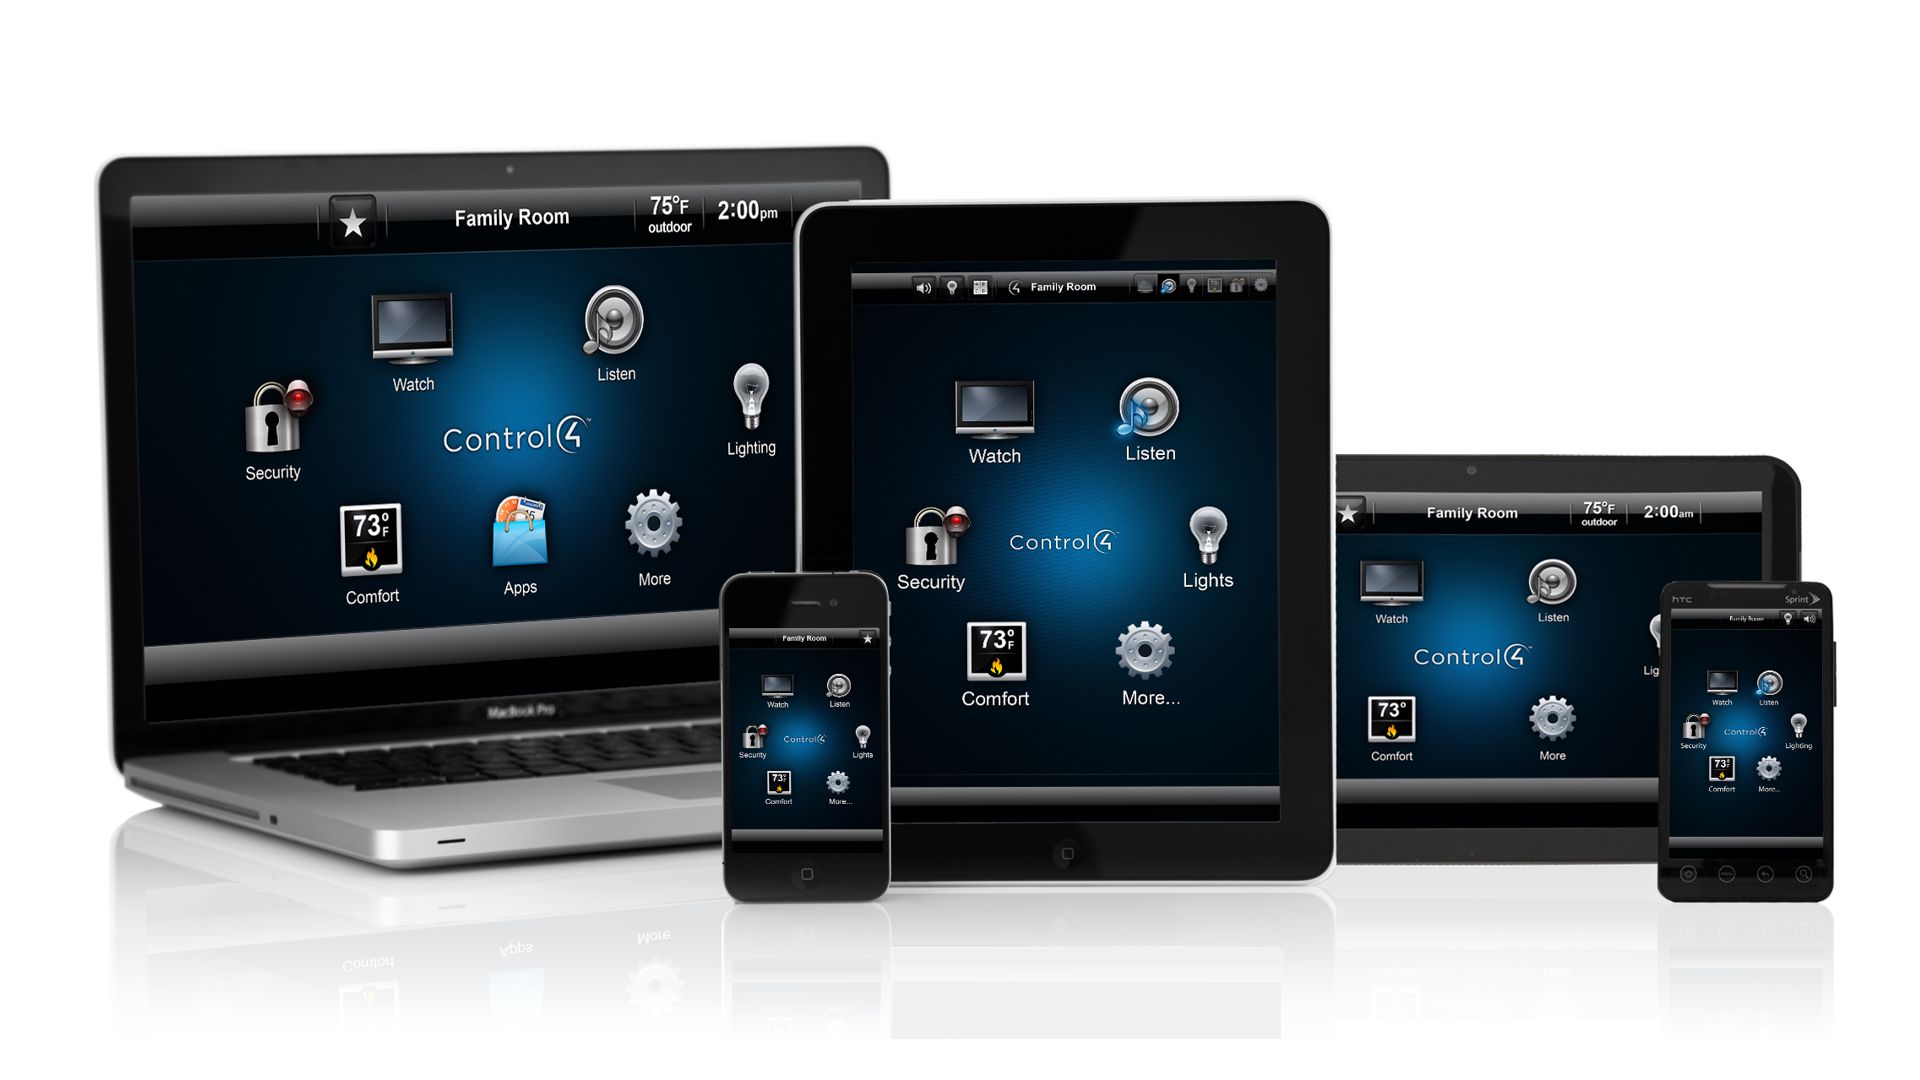 Family Room
75°F
outdoor
2:00pm
Watch
Listen
Security
Control4™
Lighting
73°F
Comfort
Apps
More
MacBook Pro
Family Room
Watch
Listen
Security
Control4™
Lights
73°F
Comfort
More...
Family Room
Watch
Listen
Security
Control4
Lights
73°F
Comfort
More...
Family Room
75°F
outdoor
2:00am
Watch
Listen
Control4™
Lig
73°
Comfort
More
hTC
Sprint
Family Room
Watch
Listen
Security
Control4
Lighting
73°F
Comfort
More...